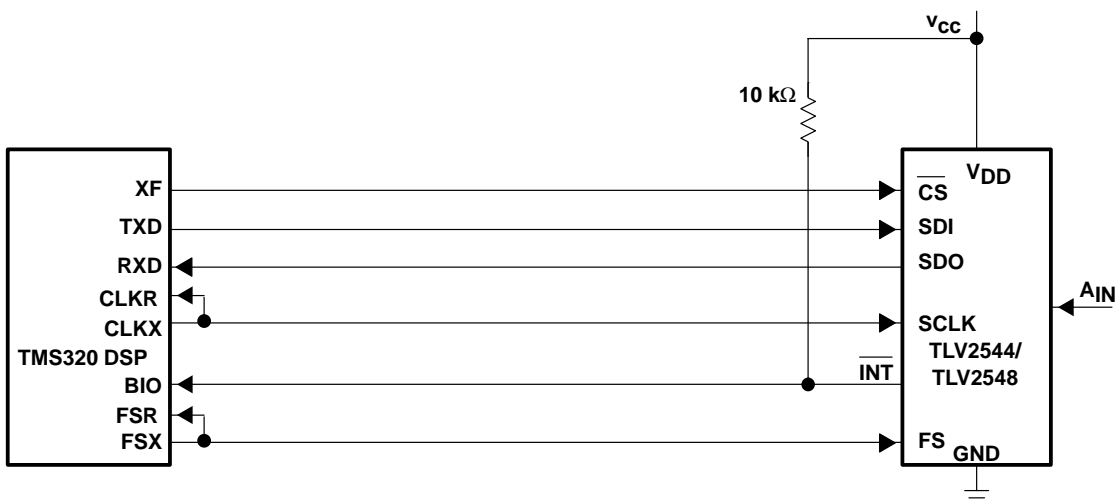 vCC
10 kΩ
XF
TXD
RXD
CLKR
CLKX
TMS320 DSP
BIO
FSR
FSX
VDD
CS
SDI
SDO
SCLK
TLV2544/
TLV2548
INT
FS
GND
AIN